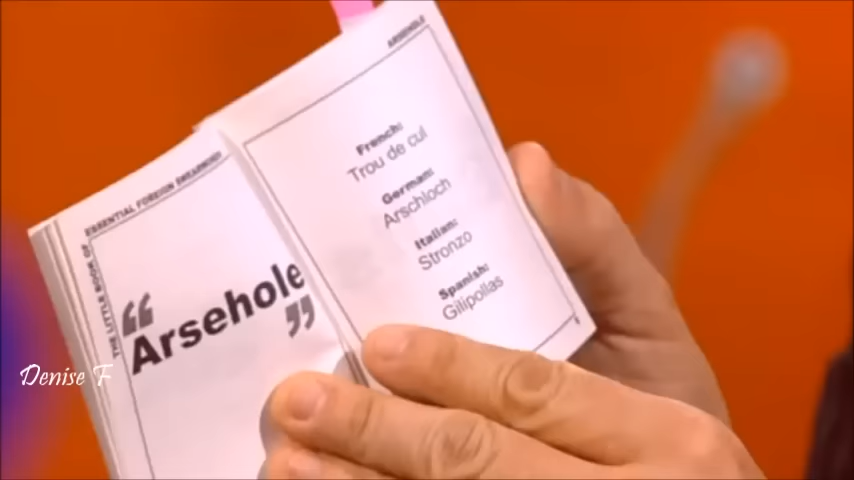 THE LITTLE BOOK OF
ESSENTIAL FOREIGN SWEARWORDS
“Arsehole”
ARSEHOLE
French:
Trou de cul
German:
Arschloch
Italian:
Stronzo
Spanish:
Gilipollas
Denise F